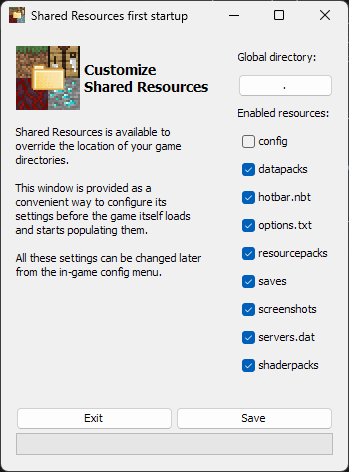 Shared Resources first startup
Customize
Shared Resources
Shared Resources is available to
override the location of your game
directories.
This window is provided as a
convenient way to configure its
settings before the game itself loads
and starts populating them.
All these settings can be changed later
from the in-game config menu.
Global directory:
.
Enabled resources:
config
datapacks
hotbar.nbt
options.txt
resourcepacks
saves
screenshots
servers.dat
shaderpacks
Exit
Save